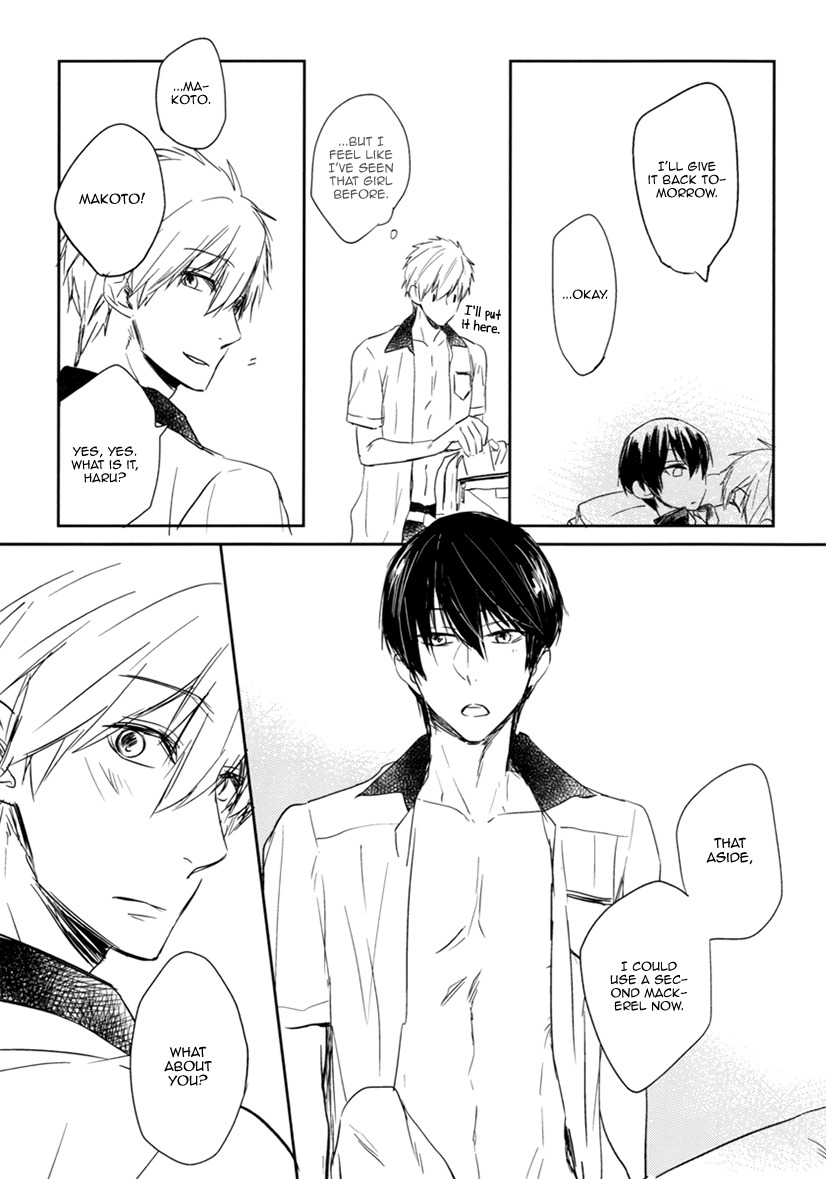 I'LL GIVE
IT BACK TO-
MORROW.
...OKAY.
...BUT I
FEEL LIKE
I'VE SEEN
THAT GIRL
BEFORE.
I'll put
it here.
...MA-
KOTO.
MAKOTO!
YES, YES.
WHAT IS IT,
HARU?
THAT
ASIDE,
I COULD
USE A SEC-
OND MACK-
EREL NOW.
WHAT
ABOUT
YOU?